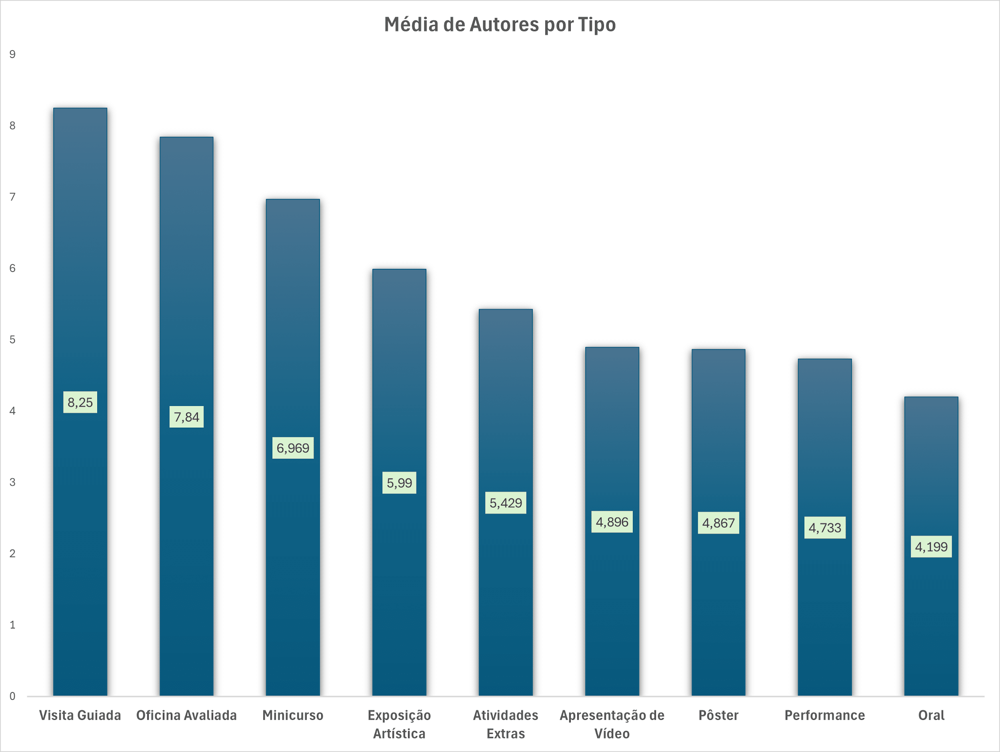 Média de Autores por Tipo
9
8
7
6
5
4
3
2
1
0
8,25
7,84
6,969
5,99
5,429
4,896
4,867
4,733
4,199
Visita Guiada
Oficina Avaliada
Minicurso
Exposição
Artística
Atividades
Extras
Apresentação de
Vídeo
Pôster
Performance
Oral